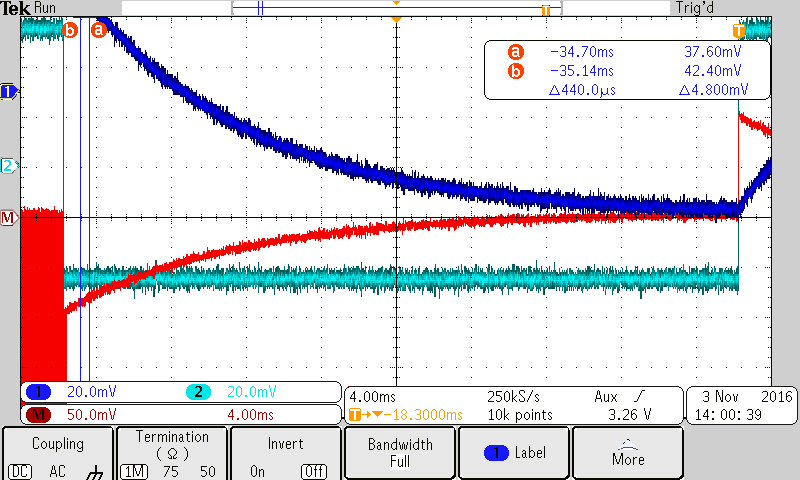 Tek Run Trig'd
T
b a T
a −34.70ms 37.60mV
b −35.14ms 42.40mV
Δ440.0µs Δ4.800mV
1
2
M
1 20.0mV 2 20.0mV
M 50.0mV 4.00ms
4.00ms 250kS/s Aux
T→▼−18.3000ms 10k points 3.26 V
3 Nov 2016
14:00:39
Coupling
DC AC
Termination
(Ω)
1M 75 50
Invert
On Off
Bandwidth
Full
1 Label
More